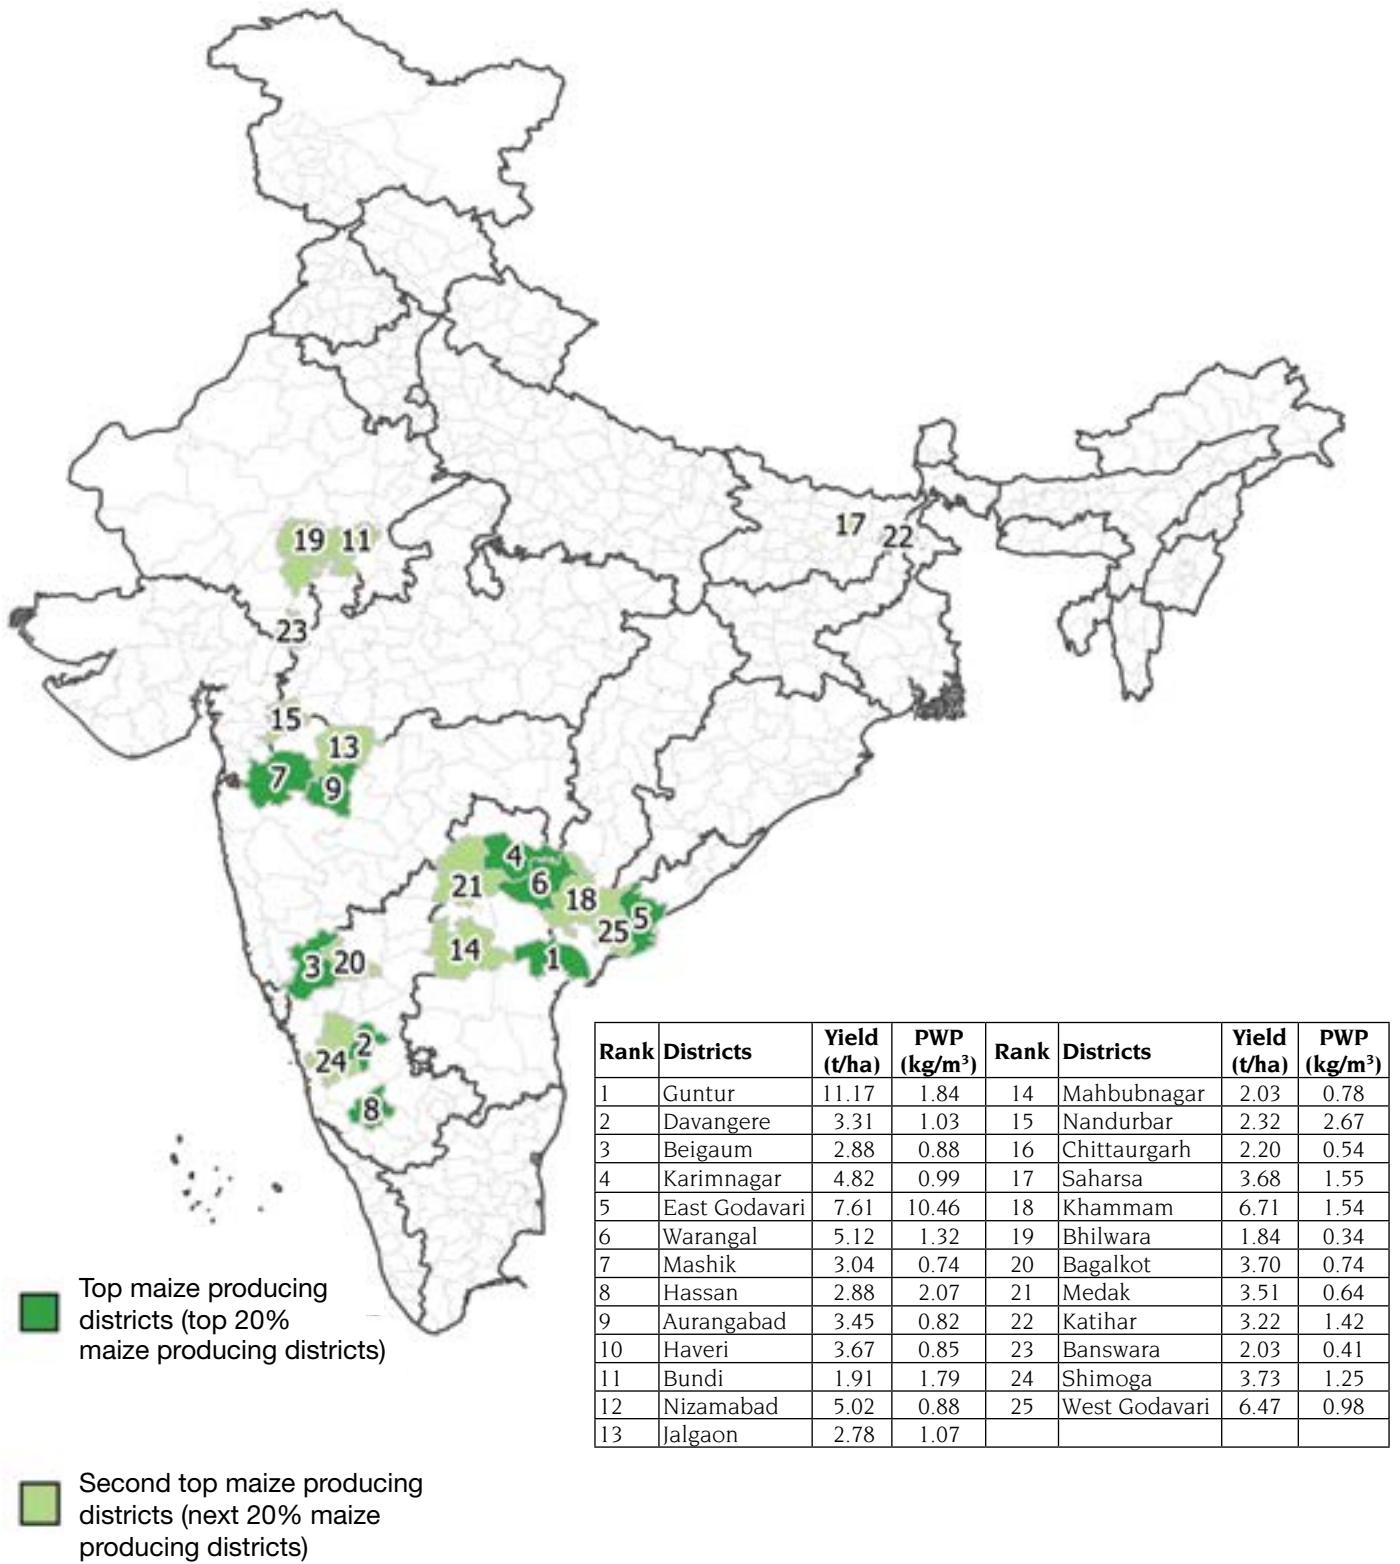 19 11
17
22
23
15
13
7
9
4
21
6
18
5
25
14
1
3
20
2
24
8
Rank Districts Yield (t/ha) PWP (kg/m³) Rank Districts Yield (t/ha) PWP (kg/m³)
1 Guntur 11.17 1.84 14 Mahbubnagar 2.03 0.78
2 Davangere 3.31 1.03 15 Nandurbar 2.32 2.67
3 Beigaum 2.88 0.88 16 Chittaurgarh 2.20 0.54
4 Karimnagar 4.82 0.99 17 Saharsa 3.68 1.55
5 East Godavari 7.61 10.46 18 Khammam 6.71 1.54
6 Warangal 5.12 1.32 19 Bhilwara 1.84 0.34
7 Mashik 3.04 0.74 20 Bagalkot 3.70 0.74
8 Hassan 2.88 2.07 21 Medak 3.51 0.64
9 Aurangabad 3.45 0.82 22 Katihar 3.22 1.42
10 Haveri 3.67 0.85 23 Banswara 2.03 0.41
11 Bundi 1.91 1.79 24 Shimoga 3.73 1.25
12 Nizamabad 5.02 0.88 25 West Godavari 6.47 0.98
13 Jalgaon 2.78 1.07
Top maize producing
districts (top 20%
maize producing districts)
Second top maize producing
districts (next 20% maize
producing districts)